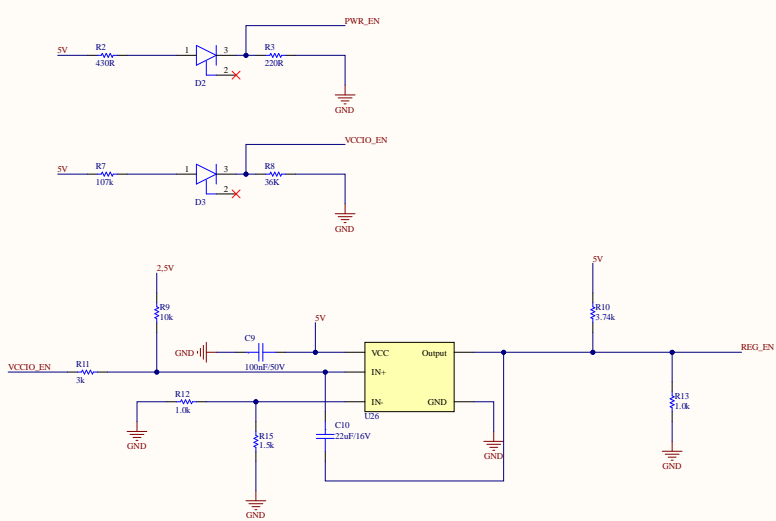 PWR_EN
5V
R2
430R
1
3
2
D2
R3
220R
GND
VCCIO_EN
5V
R7
107k
1
3
2
D3
R8
36K
GND
2,5V
R9
10k
5V
5V
R10
3.74k
C9
GND
100nF/50V
VCC
Output
IN+
IN-
GND
U26
REG_EN
VCCIO_EN
R11
3k
R12
1.0k
GND
R15
1.5k
GND
C10
22uF/16V
GND
R13
1.0k
GND